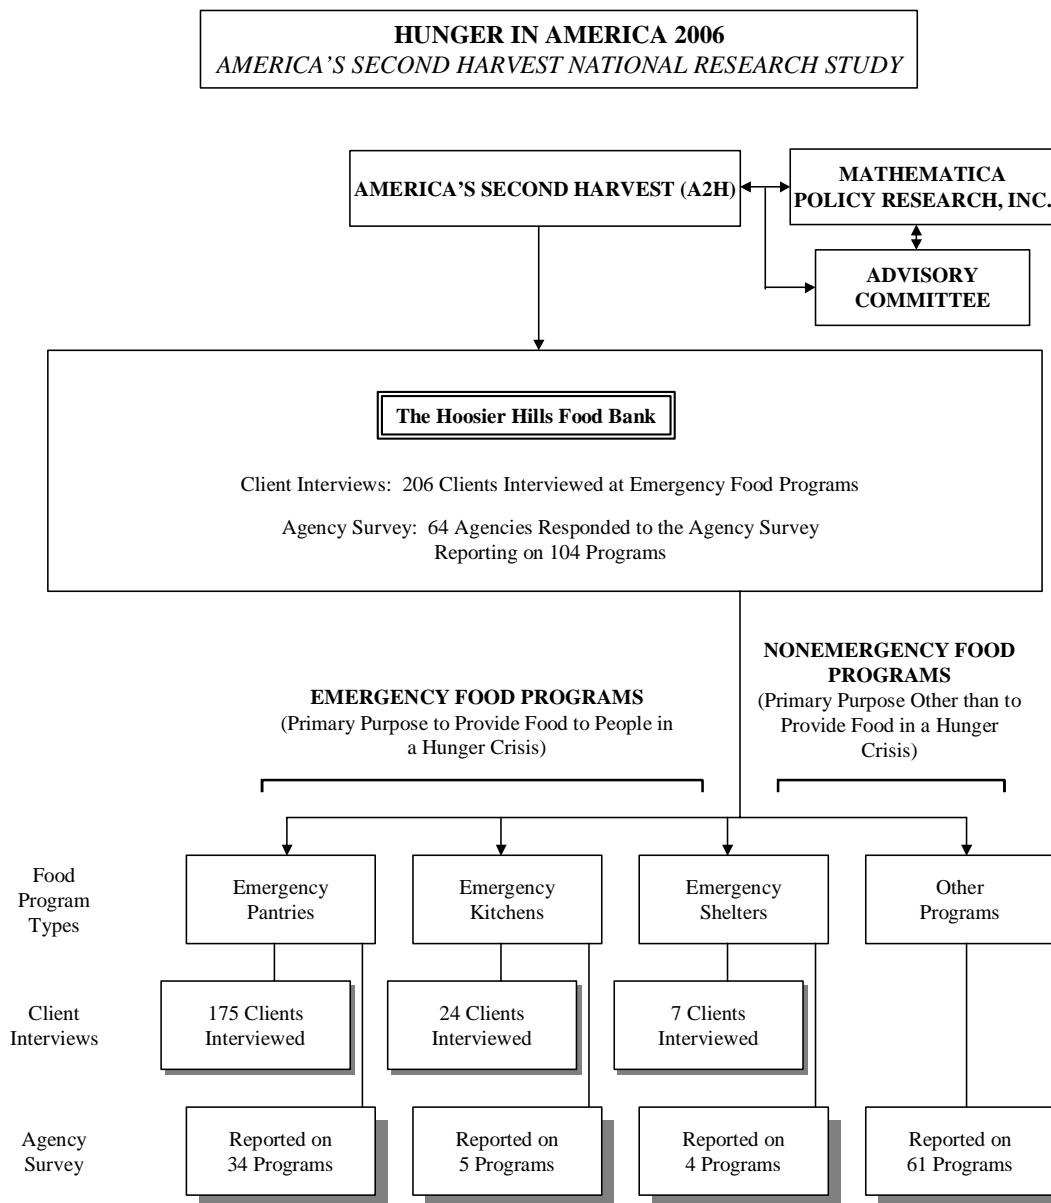 HUNGER IN AMERICA 2006
AMERICA’S SECOND HARVEST NATIONAL RESEARCH STUDY
AMERICA’S SECOND HARVEST (A2H)
MATHEMATICA
POLICY RESEARCH, INC.
ADVISORY
COMMITTEE
The Hoosier Hills Food Bank
Client Interviews:  206 Clients Interviewed at Emergency Food Programs
Agency Survey:  64 Agencies Responded to the Agency Survey
Reporting on 104 Programs
EMERGENCY FOOD PROGRAMS
(Primary Purpose to Provide Food to People in
a Hunger Crisis)
NONEMERGENCY FOOD
PROGRAMS
(Primary Purpose Other than to
Provide Food in a Hunger
Crisis)
Food
Program
Types
Emergency
Pantries
Emergency
Kitchens
Emergency
Shelters
Other
Programs
Client
Interviews
175 Clients
Interviewed
24 Clients
Interviewed
7 Clients
Interviewed
Agency
Survey
Reported on
34 Programs
Reported on
5 Programs
Reported on
4 Programs
Reported on
61 Programs